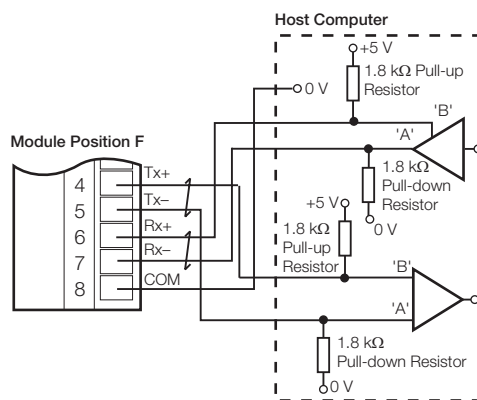 Host Computer
+5 V
1.8 kΩ Pull-up
Resistor
0 V
'B'
'A'
Module Position F
4
Tx+
5
Tx–
6
Rx+
7
Rx–
8
COM
1.8 kΩ
Pull-down
Resistor
0 V
+5 V
1.8 kΩ
Pull-up
Resistor
'B'
'A'
1.8 kΩ
Pull-down Resistor
0 V